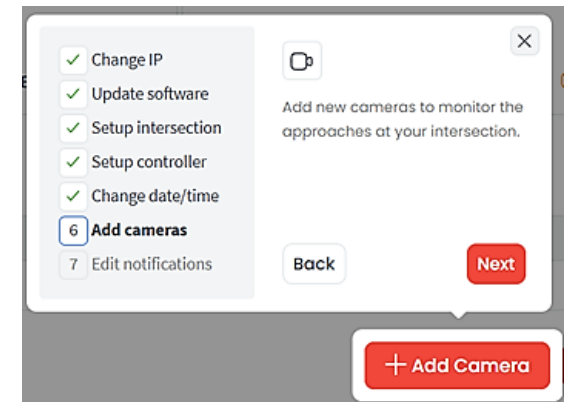 Change IP
Update software
Setup intersection
Setup controller
Change date/time
6 Add cameras
7 Edit notifications
Add new cameras to monitor the
approaches at your intersection.
Back
Next
+ Add Camera